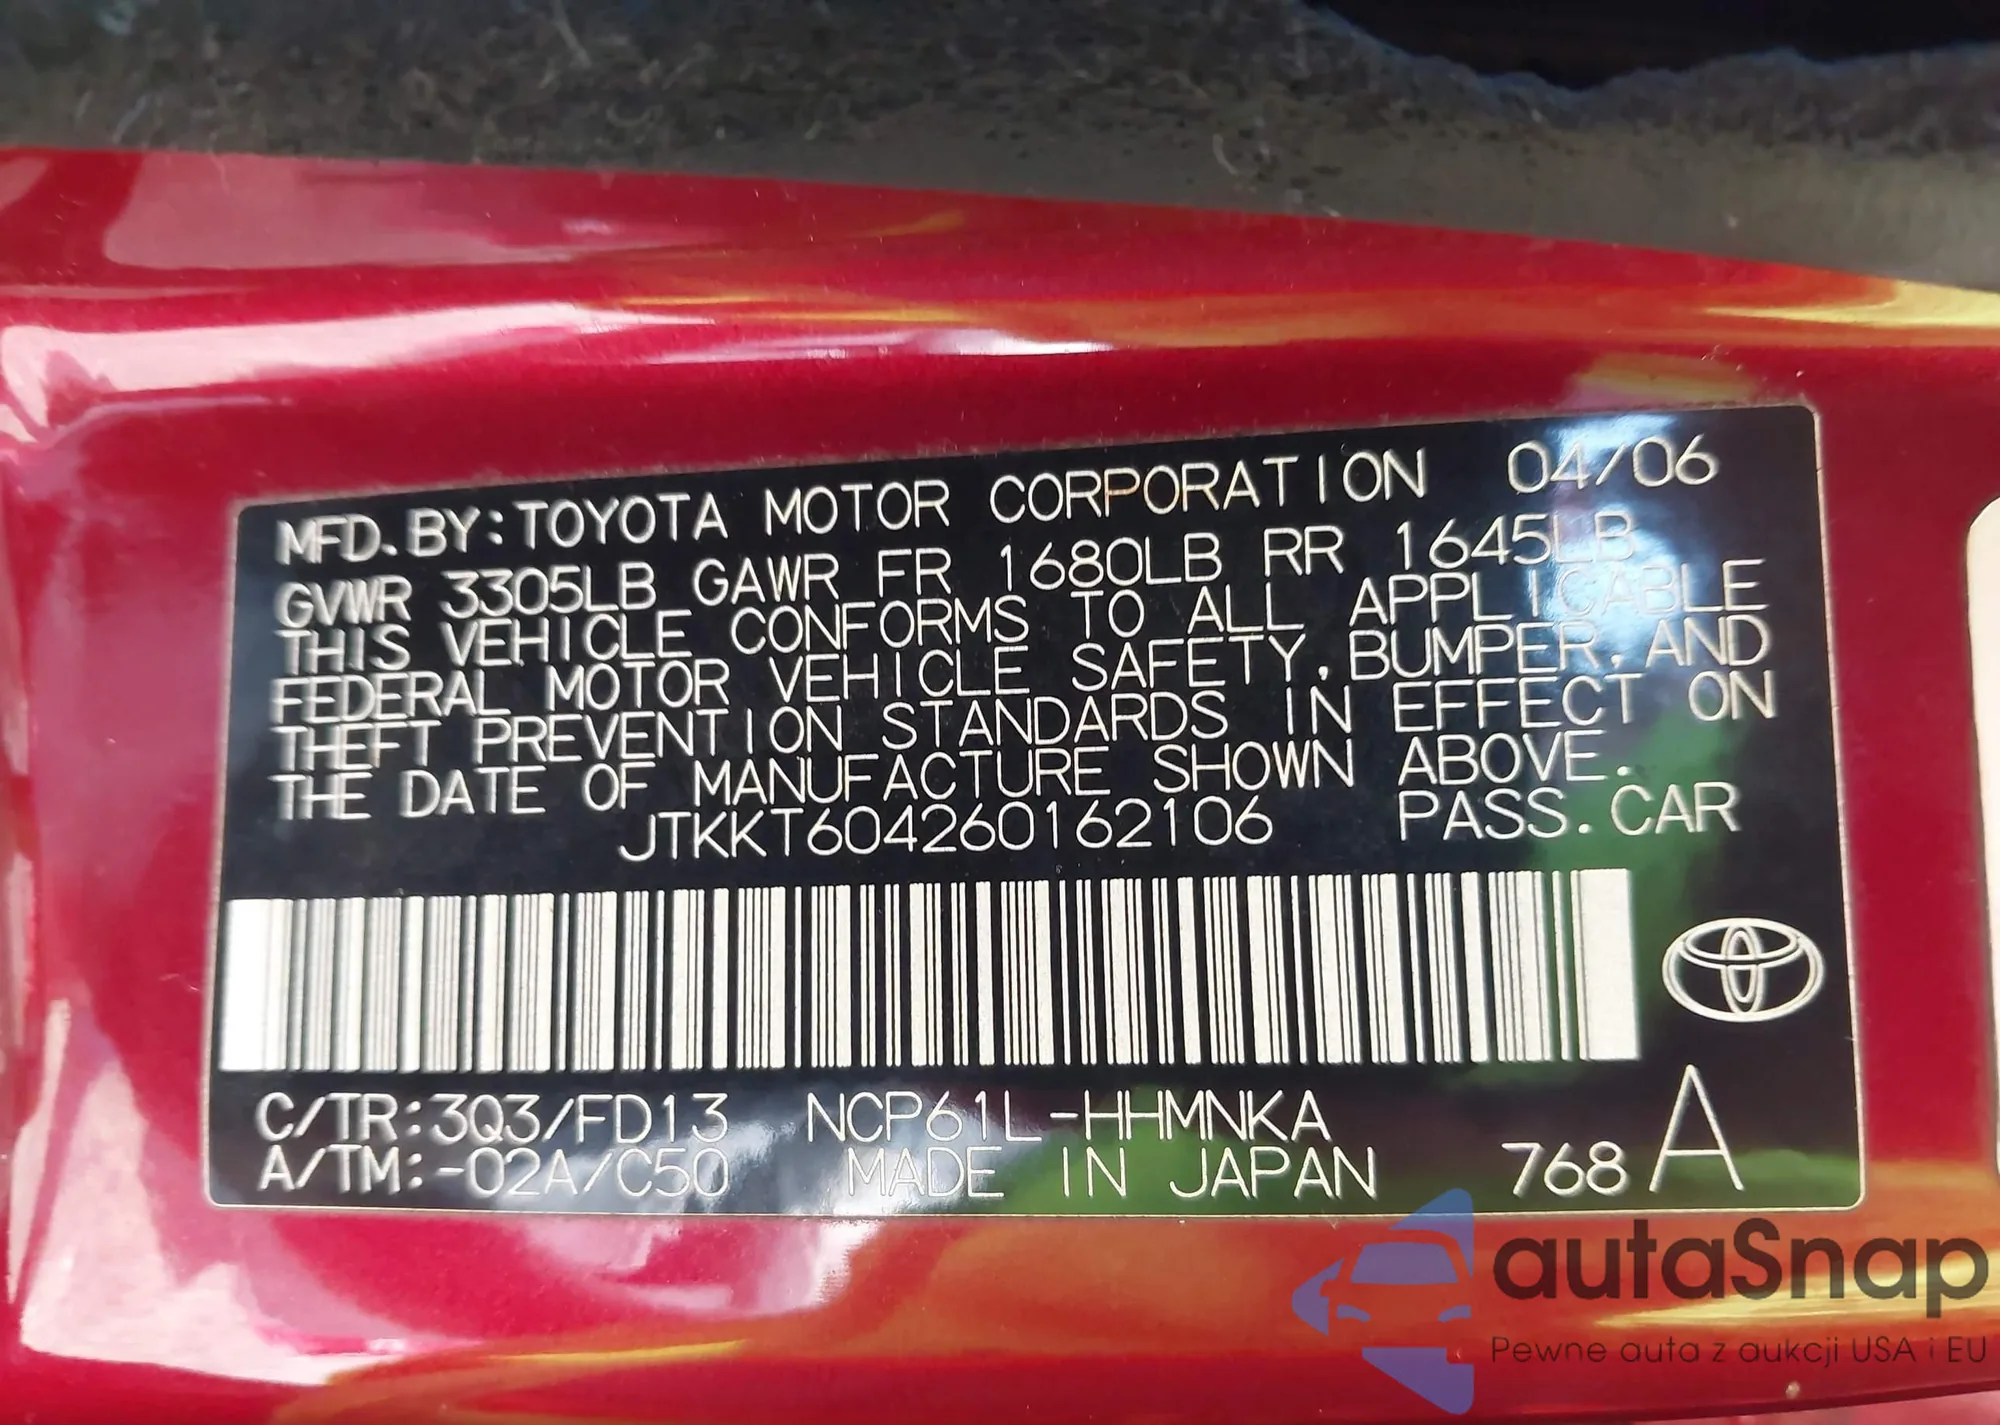 MFD. BY: TOYOTA MOTOR CORPORATION 04/06
GVWR 3305LB GAWR FR 1680LB RR 1645LB
THIS VEHICLE CONFORMS TO ALL APPLICABLE
FEDERAL MOTOR VEHICLE SAFETY, BUMPER, AND
THEFT PREVENTION STANDARDS IN EFFECT ON
THE DATE OF MANUFACTURE SHOWN ABOVE.
JTKKT604260162106 PASS. CAR
C/TR: 3Q3/FD13 NCP61L-HHMNKA
A/TM: -02A/C50 MADE IN JAPAN 768 A
autaSnap
Pewne auta z aukcji USA i EU